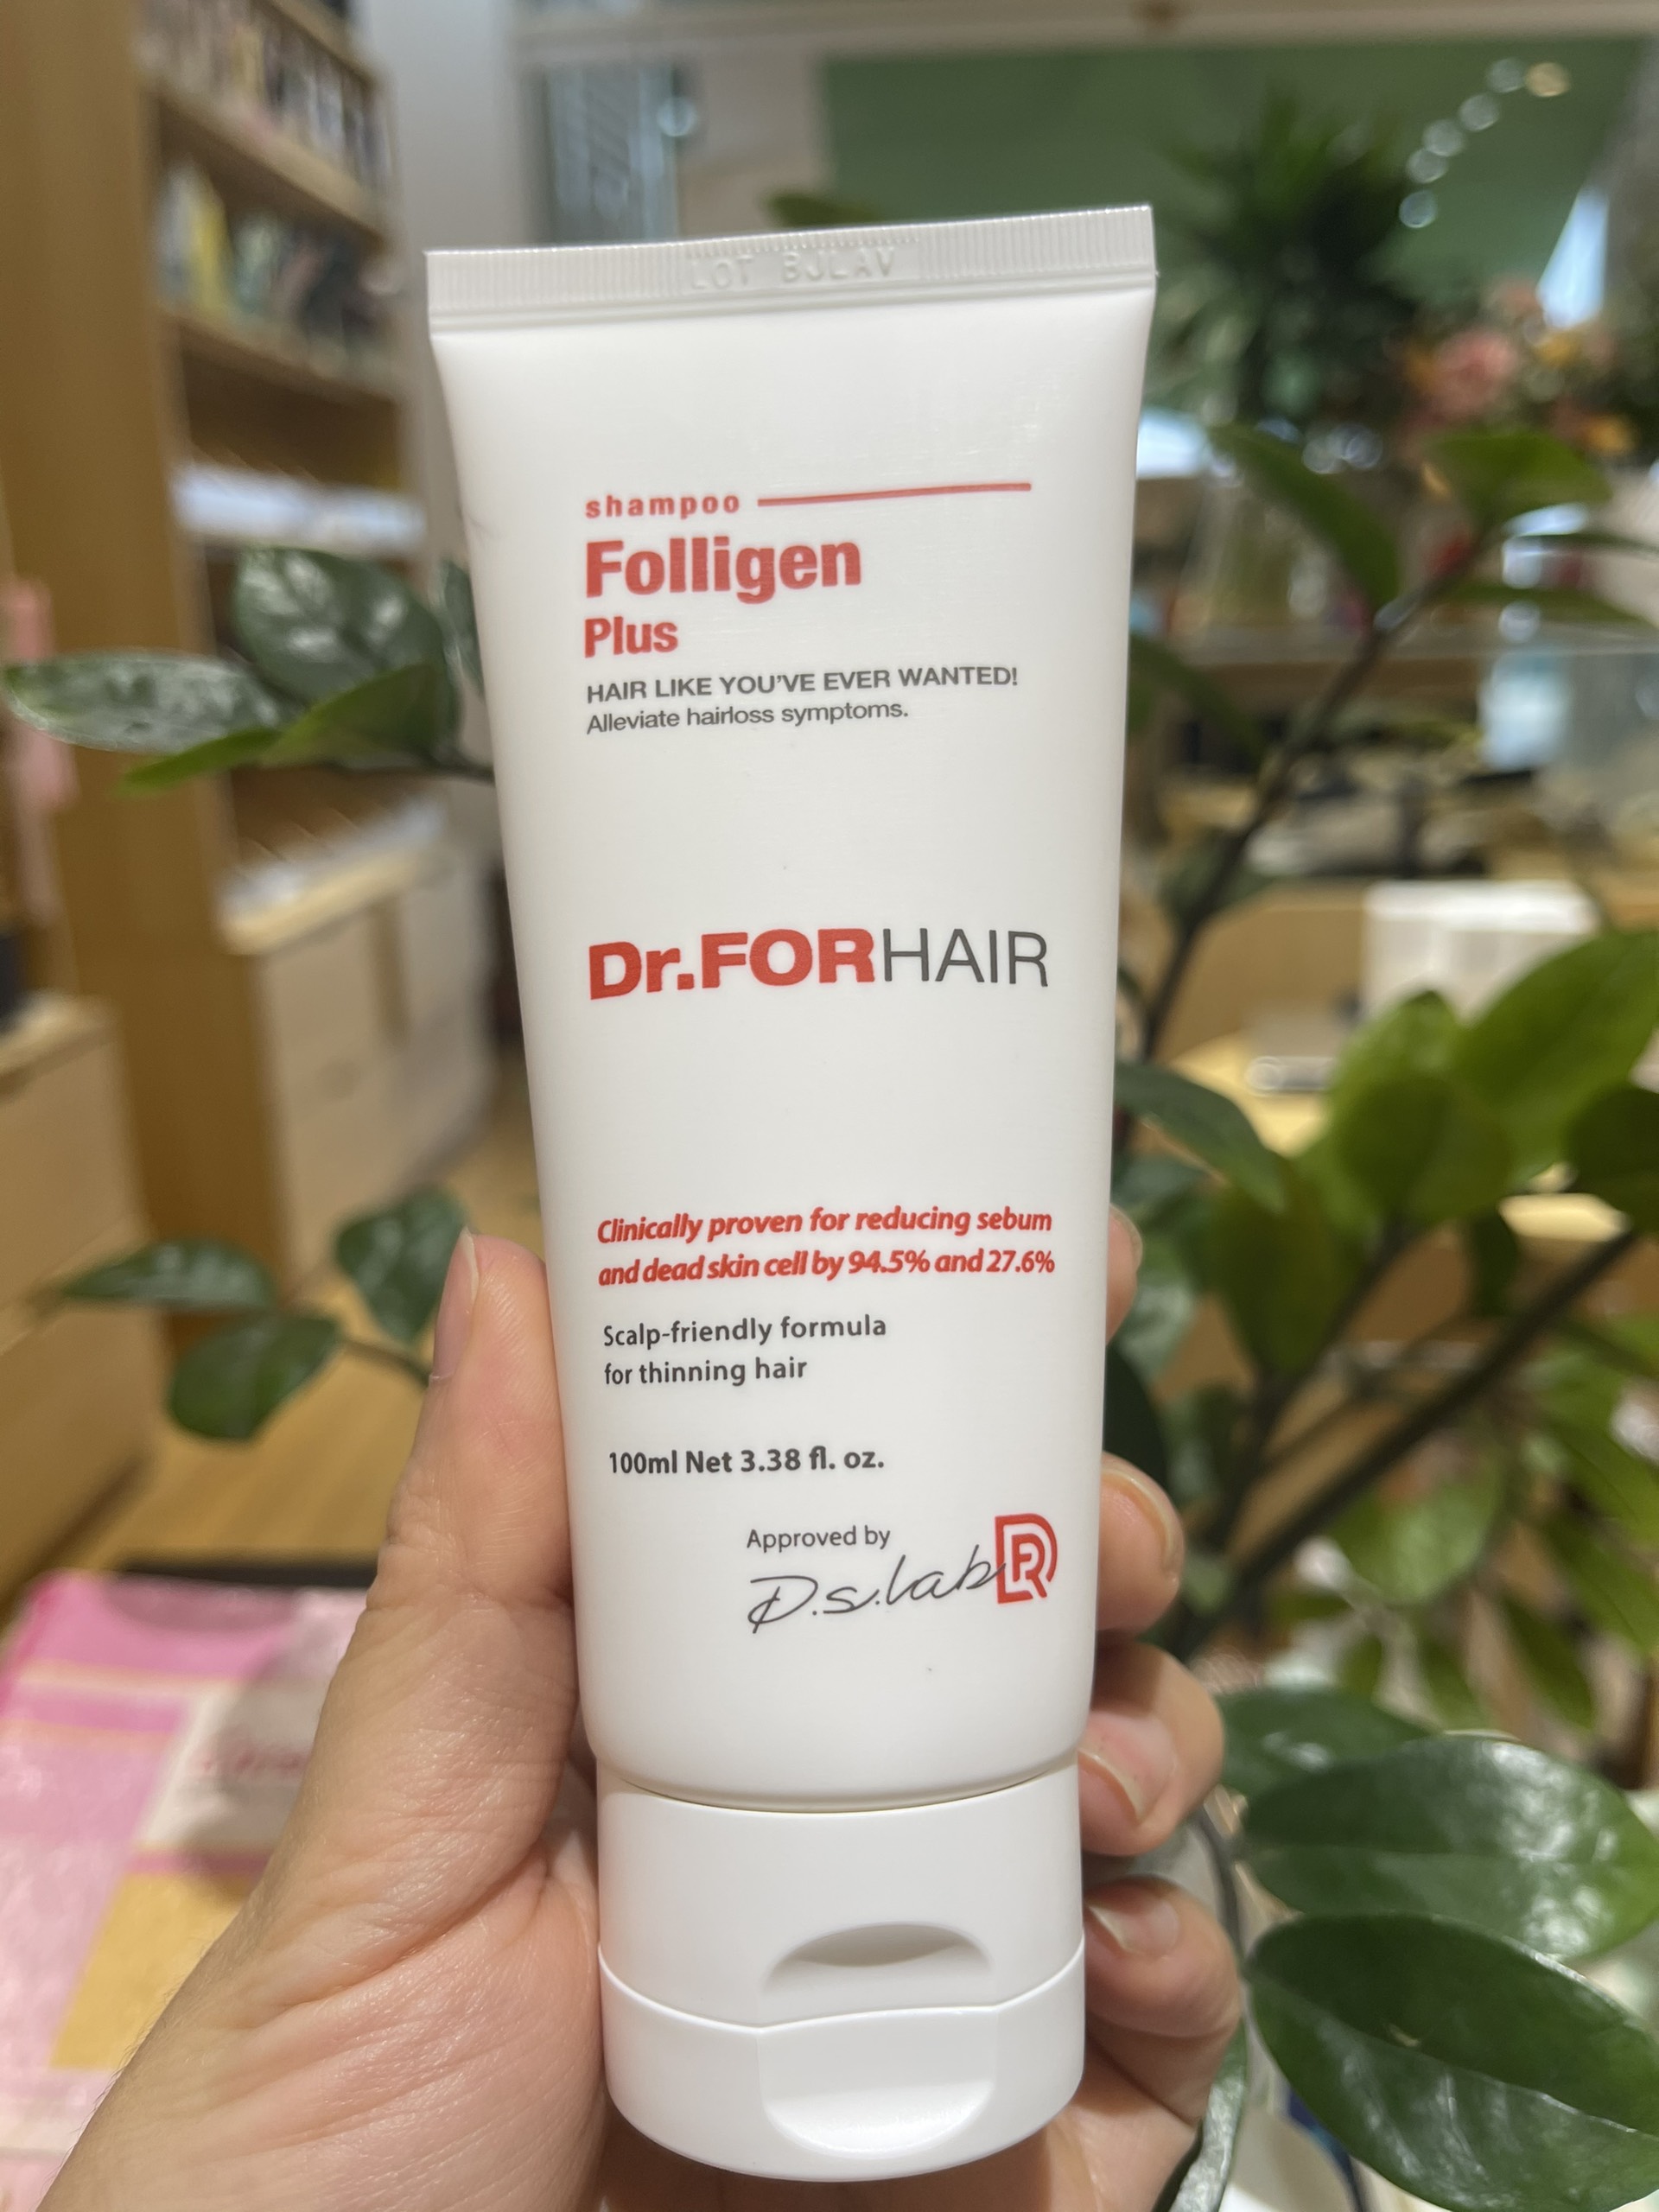 LOT BJLAV
shampoo
Folligen
Plus
HAIR LIKE YOU'VE EVER WANTED!
Alleviate hairloss symptoms.
Dr.FORHAIR
Clinically proven for reducing sebum
and dead skin cell by 94.5% and 27.6%
Scalp-friendly formula
for thinning hair
100ml Net 3.38 fl. oz.
Approved by
D.s.lab